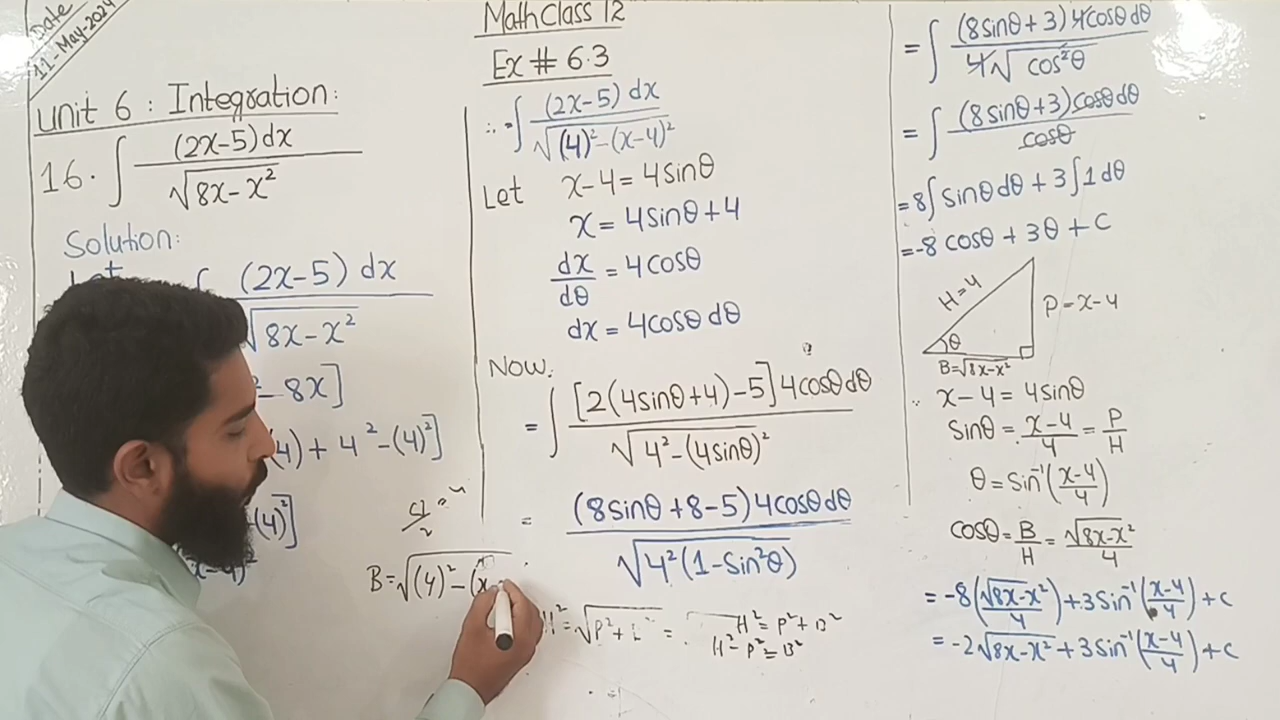 Date
11-May-2024
Math Class 12
Ex # 6.3
Unit 6 : Integration:
16. ∫ (2x-5) dx / √(8x-x²)
Solution:
Let
(2x-5) dx
√(8x-x²)
- 8x]
(4) + 4² - (4)²]
(4)²]
B = √(4)² - (x
∴ = ∫ (2x-5) dx / √((4)² - (x-4)²)
Let x-4 = 4sinθ
x = 4sinθ + 4
dx/dθ = 4cosθ
dx = 4cosθ dθ
Now:
= ∫ [2(4sinθ+4)-5] 4cosθ dθ / √(4² - (4sinθ)²)
= (8sinθ+8-5) 4cosθ dθ / √(4²(1-Sin²θ))
H² = P² + B²
H² - P² = B²
= ∫ (8sinθ+3) 4cosθ dθ / 4√(cos²θ)
= ∫ (8sinθ+3) cosθ dθ / cosθ
= 8∫ sinθ dθ + 3∫ 1 dθ
= -8 cosθ + 3θ + C
H = 4
P = x-4
θ
B = √(8x-x²)
∵ x-4 = 4sinθ
Sinθ = (x-4)/4 = P/H
θ = Sin⁻¹((x-4)/4)
cosθ = B/H = √(8x-x²)/4
= -8(√(8x-x²)/4) + 3Sin⁻¹((x-4)/4) + C
= -2√(8x-x²) + 3Sin⁻¹((x-4)/4) + C